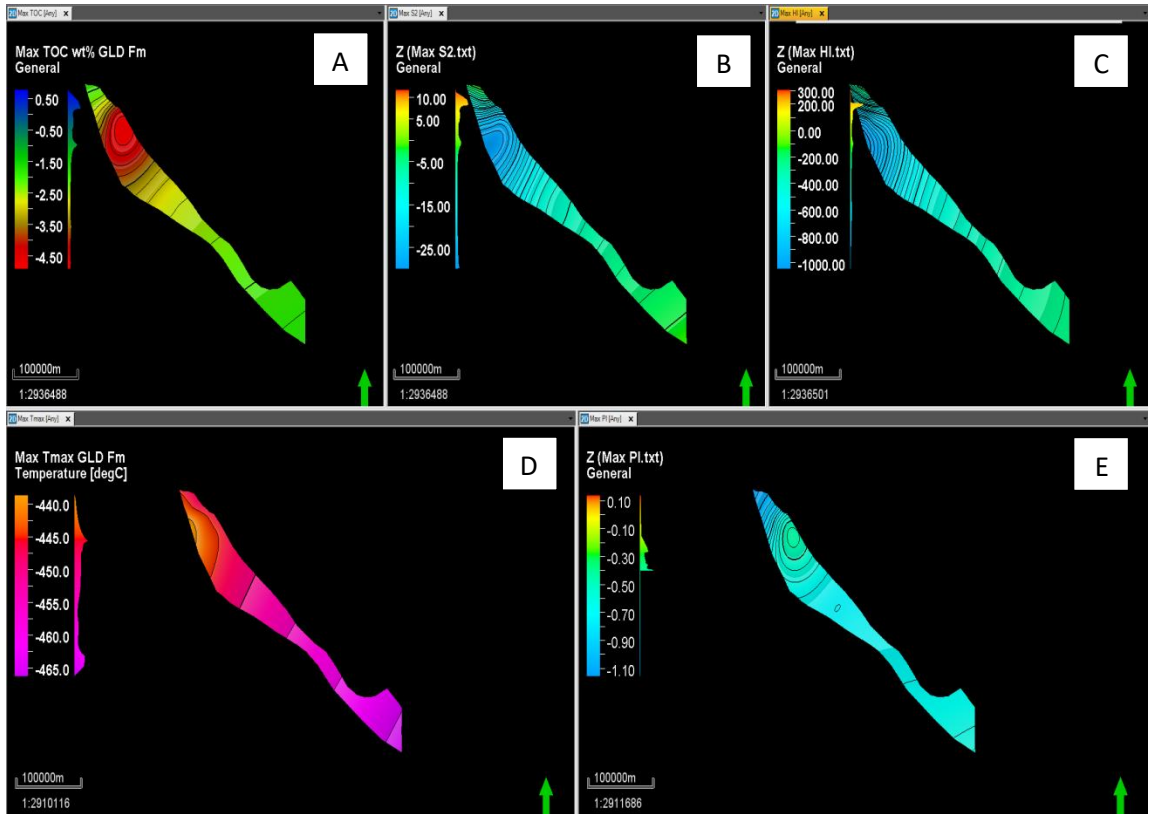 2D Max TOC [Any] x
Max TOC wt% GLD Fm
General
A
0.50
-0.50
-1.50
-2.50
-3.50
-4.50
100000m
1:2936488
2D Max S2 [Any] x
Z (Max S2.txt)
General
B
10.00
5.00
-5.00
-15.00
-25.00
100000m
1:2936488
2D Max HI [Any] x
Z (Max HI.txt)
General
C
300.00
200.00
0.00
-200.00
-400.00
-600.00
-800.00
-1000.00
100000m
1:2936501
2D Max Tmax [Any] x
Max Tmax GLD Fm
Temperature [degC]
D
-440.0
-445.0
-450.0
-455.0
-460.0
-465.0
100000m
1:2910116
2D Max PI [Any] x
Z (Max PI.txt)
General
E
0.10
-0.10
-0.30
-0.50
-0.70
-0.90
-1.10
100000m
1:2911686